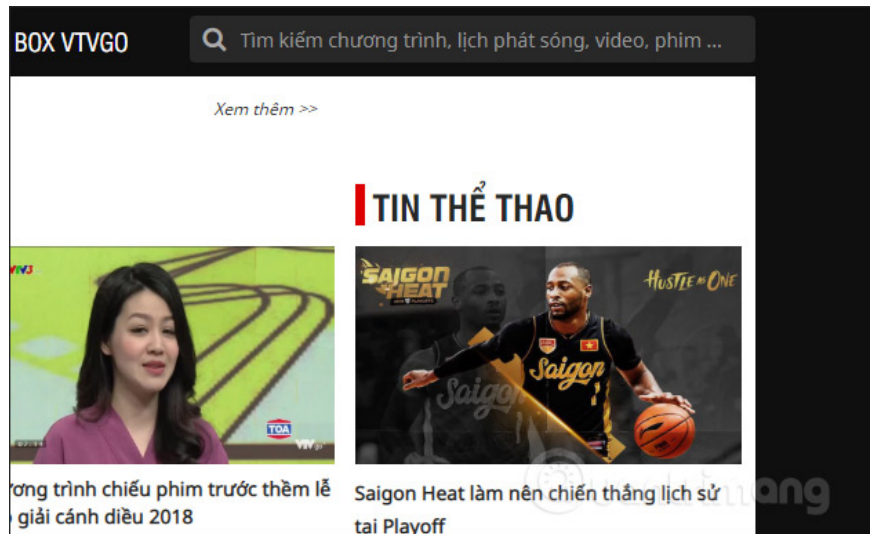 BOX VTVGO
Tìm kiếm chương trình, lịch phát sóng, video, phim ...
Xem thêm >>
TIN THỂ THAO
VTV3
TOA
VTV go
SAIGON
HEAT
HUSTLE AS ONE
Saigon
Saigon
ương trình chiếu phim trước thềm lễ
giải cánh diều 2018
Saigon Heat làm nên chiến thắng lịch sử
tại Playoff